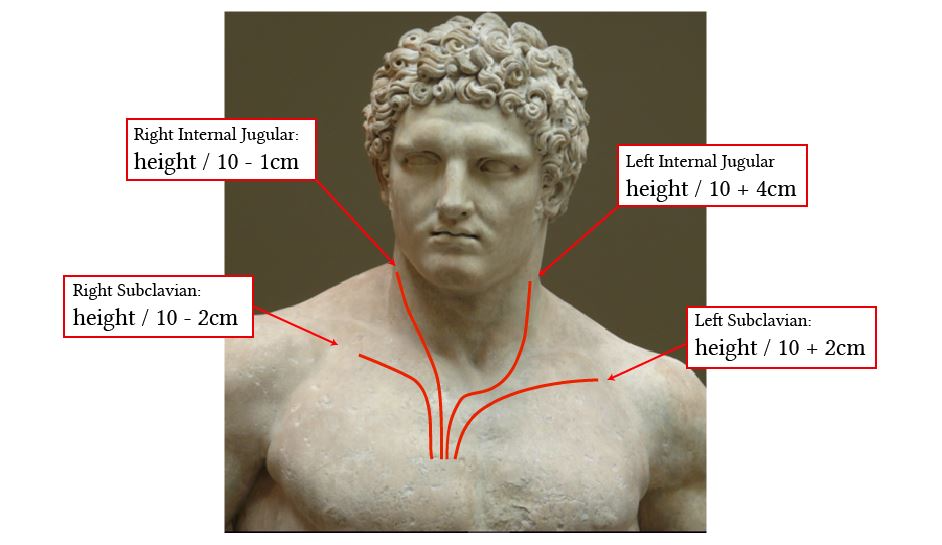 Right Internal Jugular:
height / 10 - 1cm
Left Internal Jugular
height / 10 + 4cm
Right Subclavian:
height / 10 - 2cm
Left Subclavian:
height / 10 + 2cm